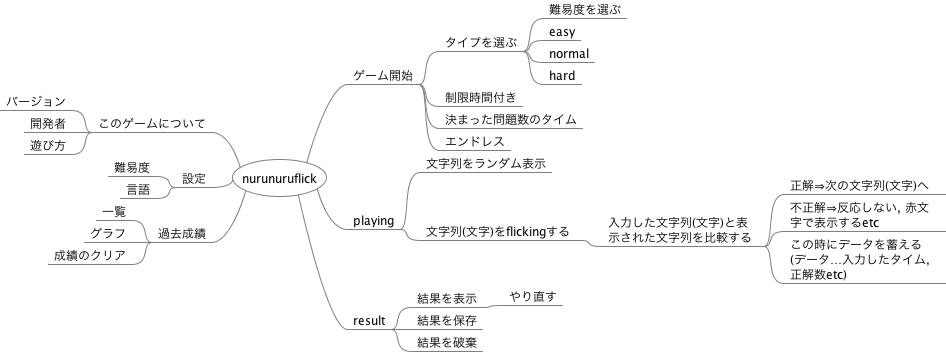 nurunuruflick
ゲーム開始
タイプを選ぶ
難易度を選ぶ
easy
normal
hard
制限時間付き
決まった問題数のタイム
エンドレス
playing
文字列をランダム表示
文字列(文字)をflickingする
入力した文字列(文字)と表
示された文字列を比較する
正解⇒次の文字列(文字)へ
不正解⇒反応しない, 赤文
字で表示するetc
この時にデータを蓄える
(データ…入力したタイム,
正解数etc)
result
結果を表示
やり直す
結果を保存
結果を破棄
このゲームについて
バージョン
開発者
遊び方
設定
難易度
言語
過去成績
一覧
グラフ
成績のクリア